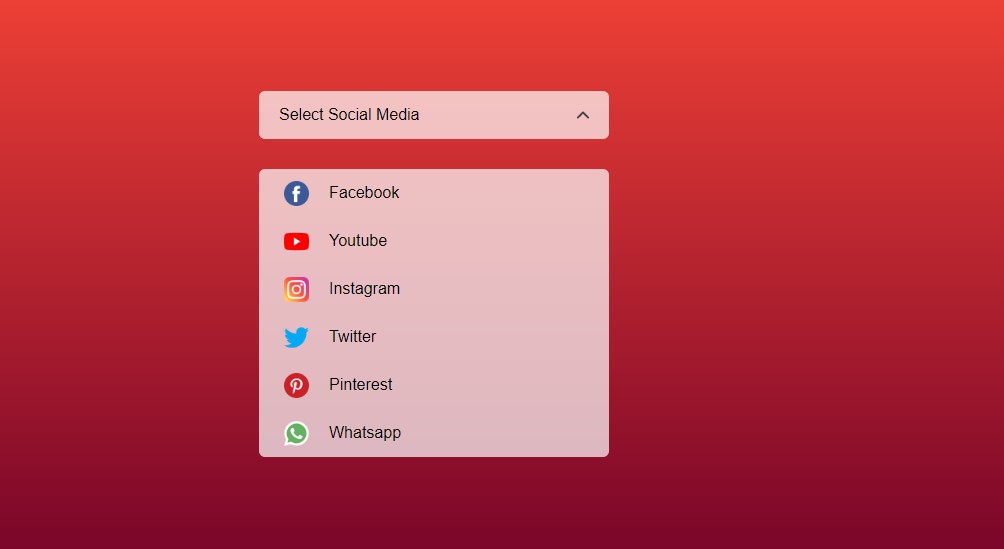 Select Social Media
Facebook
Youtube
Instagram
Twitter
Pinterest
Whatsapp